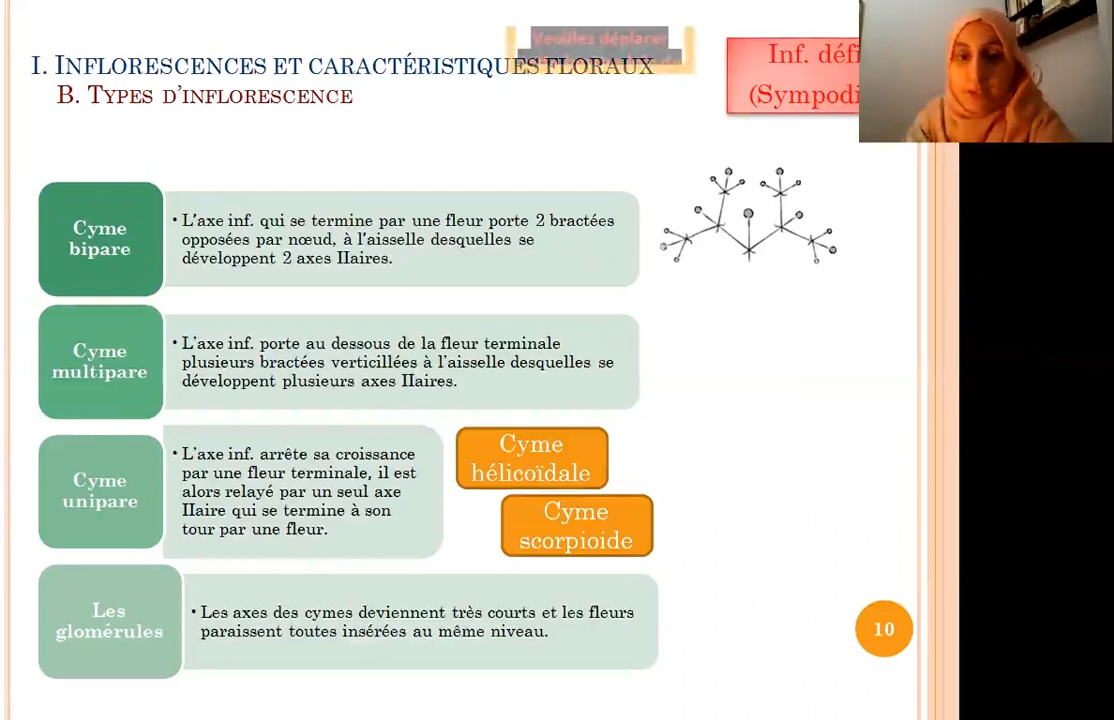 Veuillez déplacer
I. INFLORESCENCES ET CARACTÉRISTIQUES FLORAUX
B. TYPES D'INFLORESCENCE
Inf. défi
(Sympodi
Cyme
bipare
• L'axe inf. qui se termine par une fleur porte 2 bractées
opposées par nœud, à l'aisselle desquelles se
développent 2 axes IIaires.
Cyme
multipare
• L'axe inf. porte au dessous de la fleur terminale
plusieurs bractées verticillées à l'aisselle desquelles se
développent plusieurs axes IIaires.
Cyme
unipare
• L'axe inf. arrête sa croissance
par une fleur terminale, il est
alors relayé par un seul axe
IIaire qui se termine à son
tour par une fleur.
Cyme
hélicoïdale
Cyme
scorpioide
Les
glomérules
• Les axes des cymes deviennent très courts et les fleurs
paraissent toutes insérées au même niveau.
10